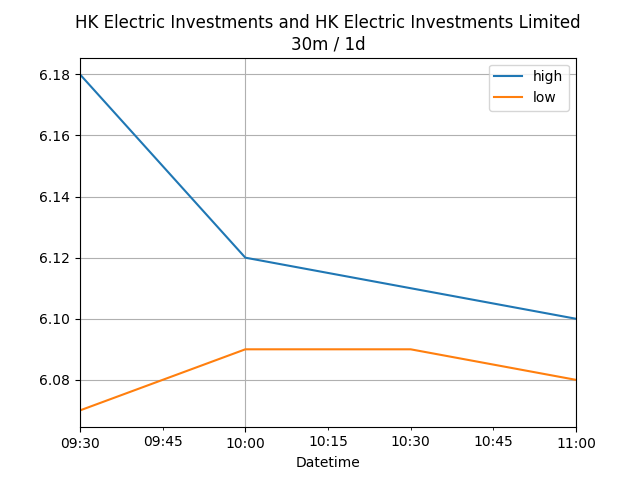 HK Electric Investments and HK Electric Investments Limited
30m / 1d
high
low
6.18
6.16
6.14
6.12
6.10
6.08
09:30 09:45 10:00 10:15 10:30 10:45 11:00
Datetime